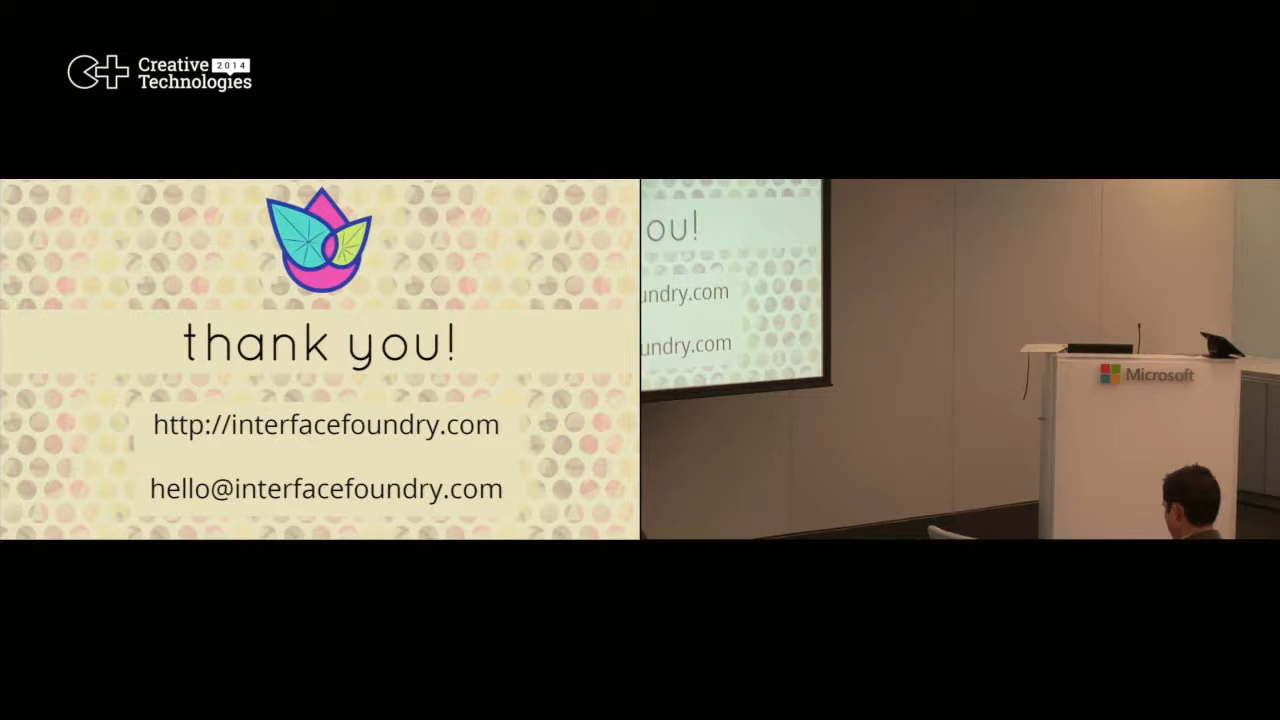 Creative 2014
Technologies
thank you!
http://interfacefoundry.com
hello@interfacefoundry.com
ou!
undry.com
undry.com
Microsoft